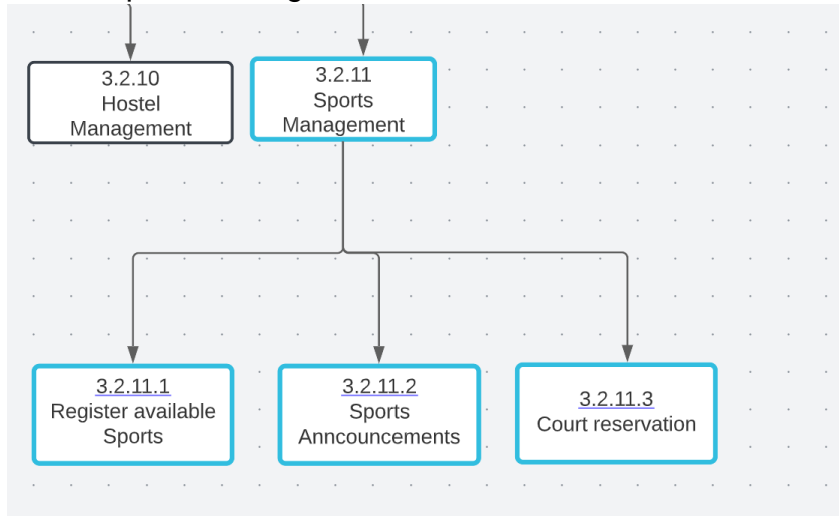 3.2.10
Hostel
Management
3.2.11
Sports
Management
3.2.11.1
Register available
Sports
3.2.11.2
Sports
Anncouncements
3.2.11.3
Court reservation